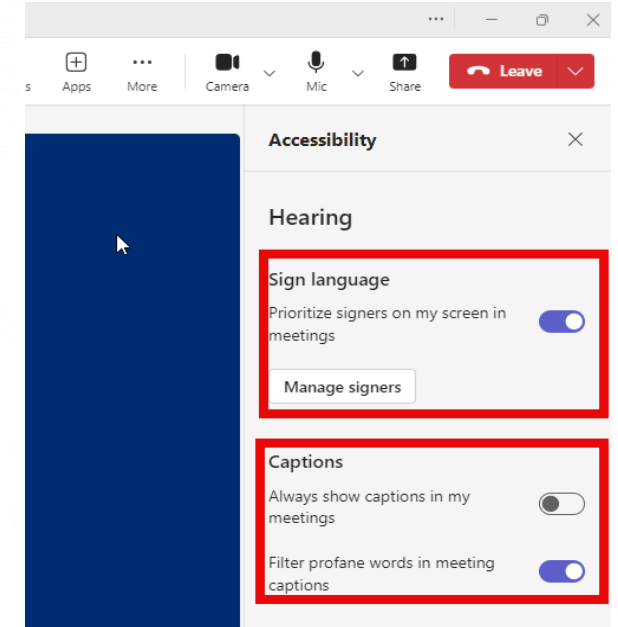 s Apps More Camera Mic Share Leave
Accessibility
Hearing
Sign language
Prioritize signers on my screen in
meetings
Manage signers
Captions
Always show captions in my
meetings
Filter profane words in meeting
captions